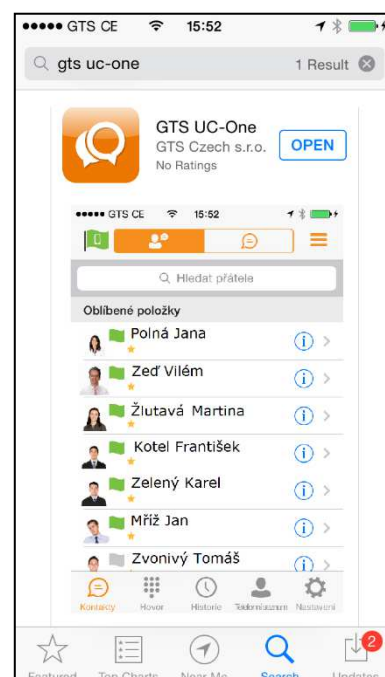 GTS CE 15:52
gts uc-one 1 Result
GTS UC-One
GTS Czech s.r.o. OPEN
No Ratings
GTS CE 15:52
Hledat přátele
Oblíbené položky
Polná Jana
Zeď Vilém
Žlutavá Martina
Kotel František
Zelený Karel
Mříž Jan
Zvonivý Tomáš
Kontakty Hovor Historie Nastavení
2
Featured Top Charts Near Me Search Updates